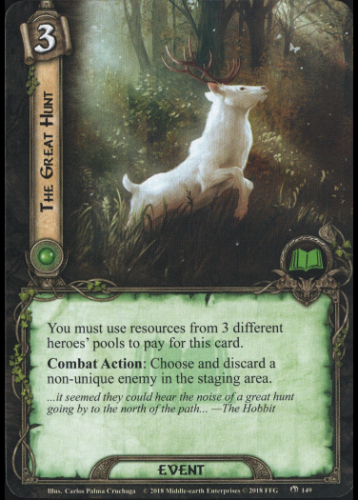 3
THE GREAT HUNT
You must use resources from 3 different
heroes' pools to pay for this card.
Combat Action: Choose and discard a
non-unique enemy in the staging area.
...it seemed they could hear the noise of a great hunt
going by to the north of the path... —The Hobbit
EVENT
Illus. Carlos Palma Cruchaga © 2018 Middle-earth Enterprises © 2018 FFG 149